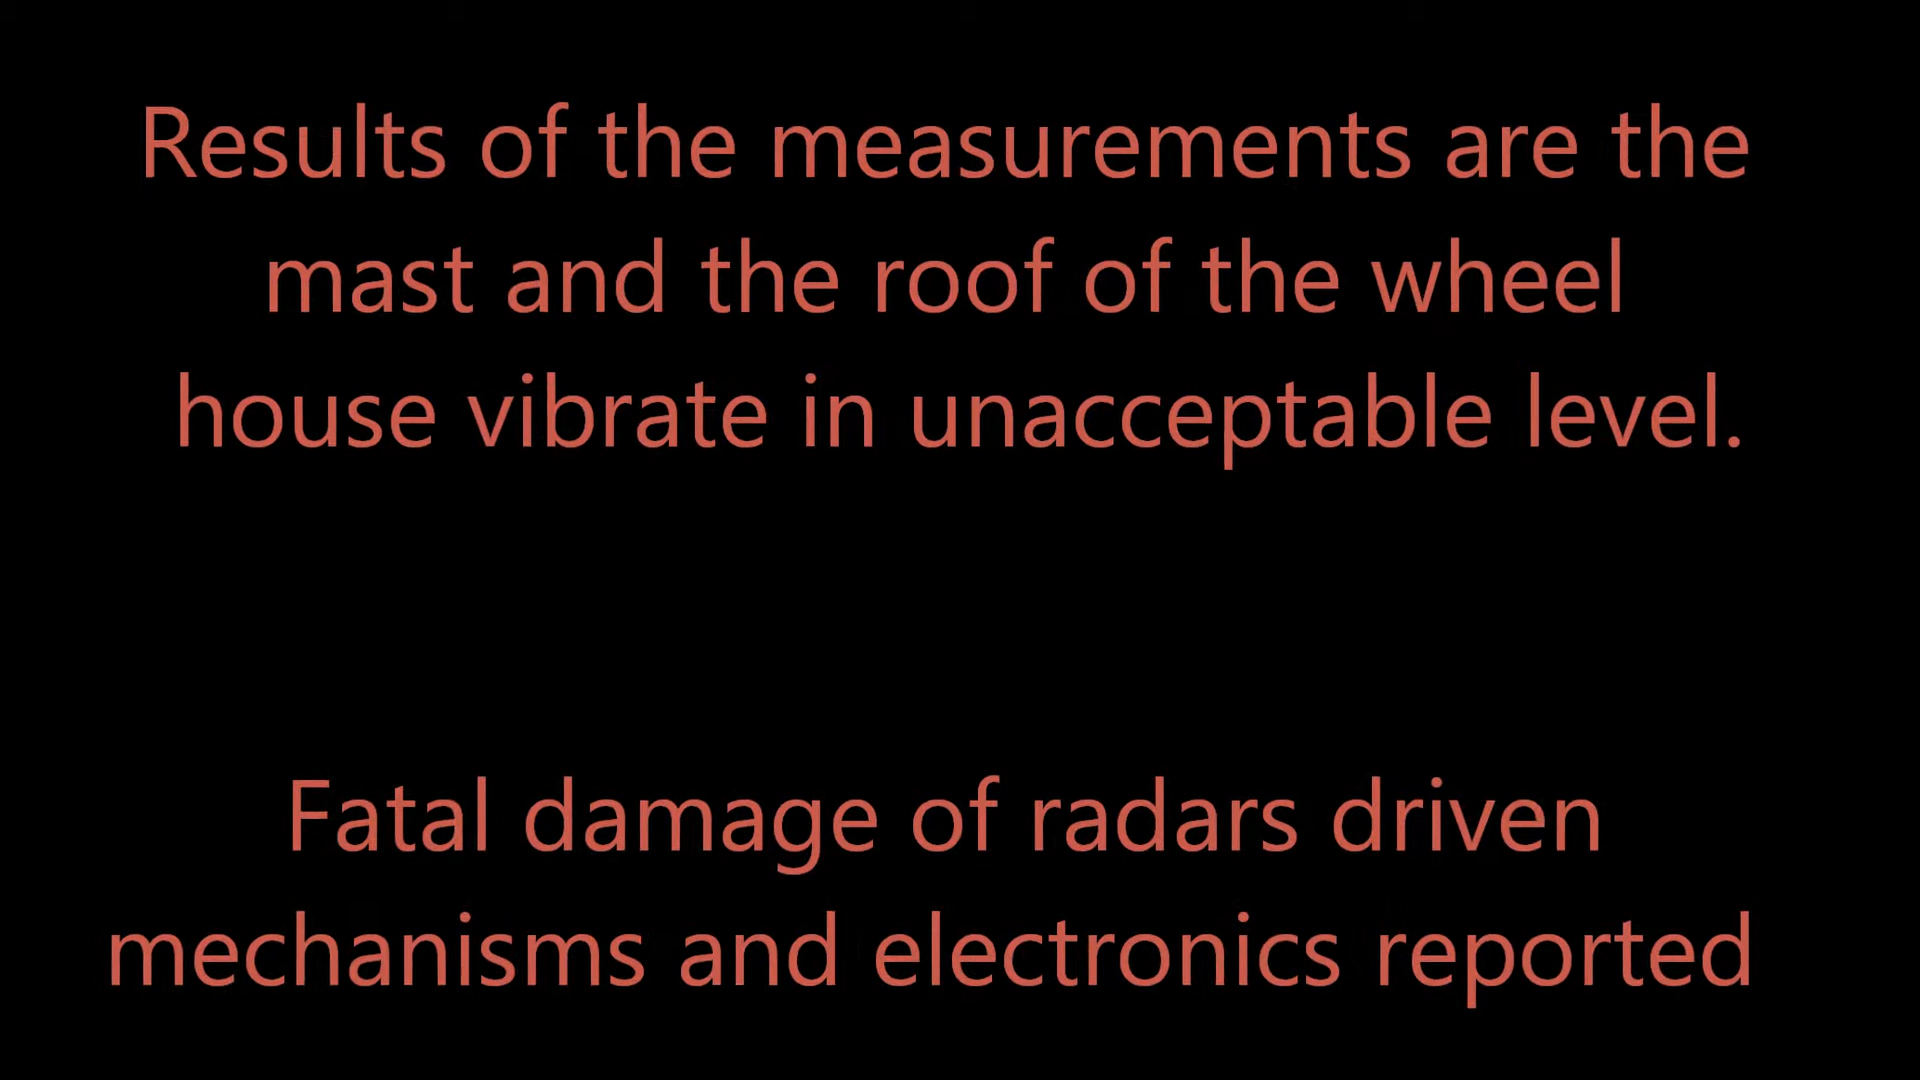 Results of the measurements are the
mast and the roof of the wheel
house vibrate in unacceptable level.
Fatal damage of radars driven
mechanisms and electronics reported